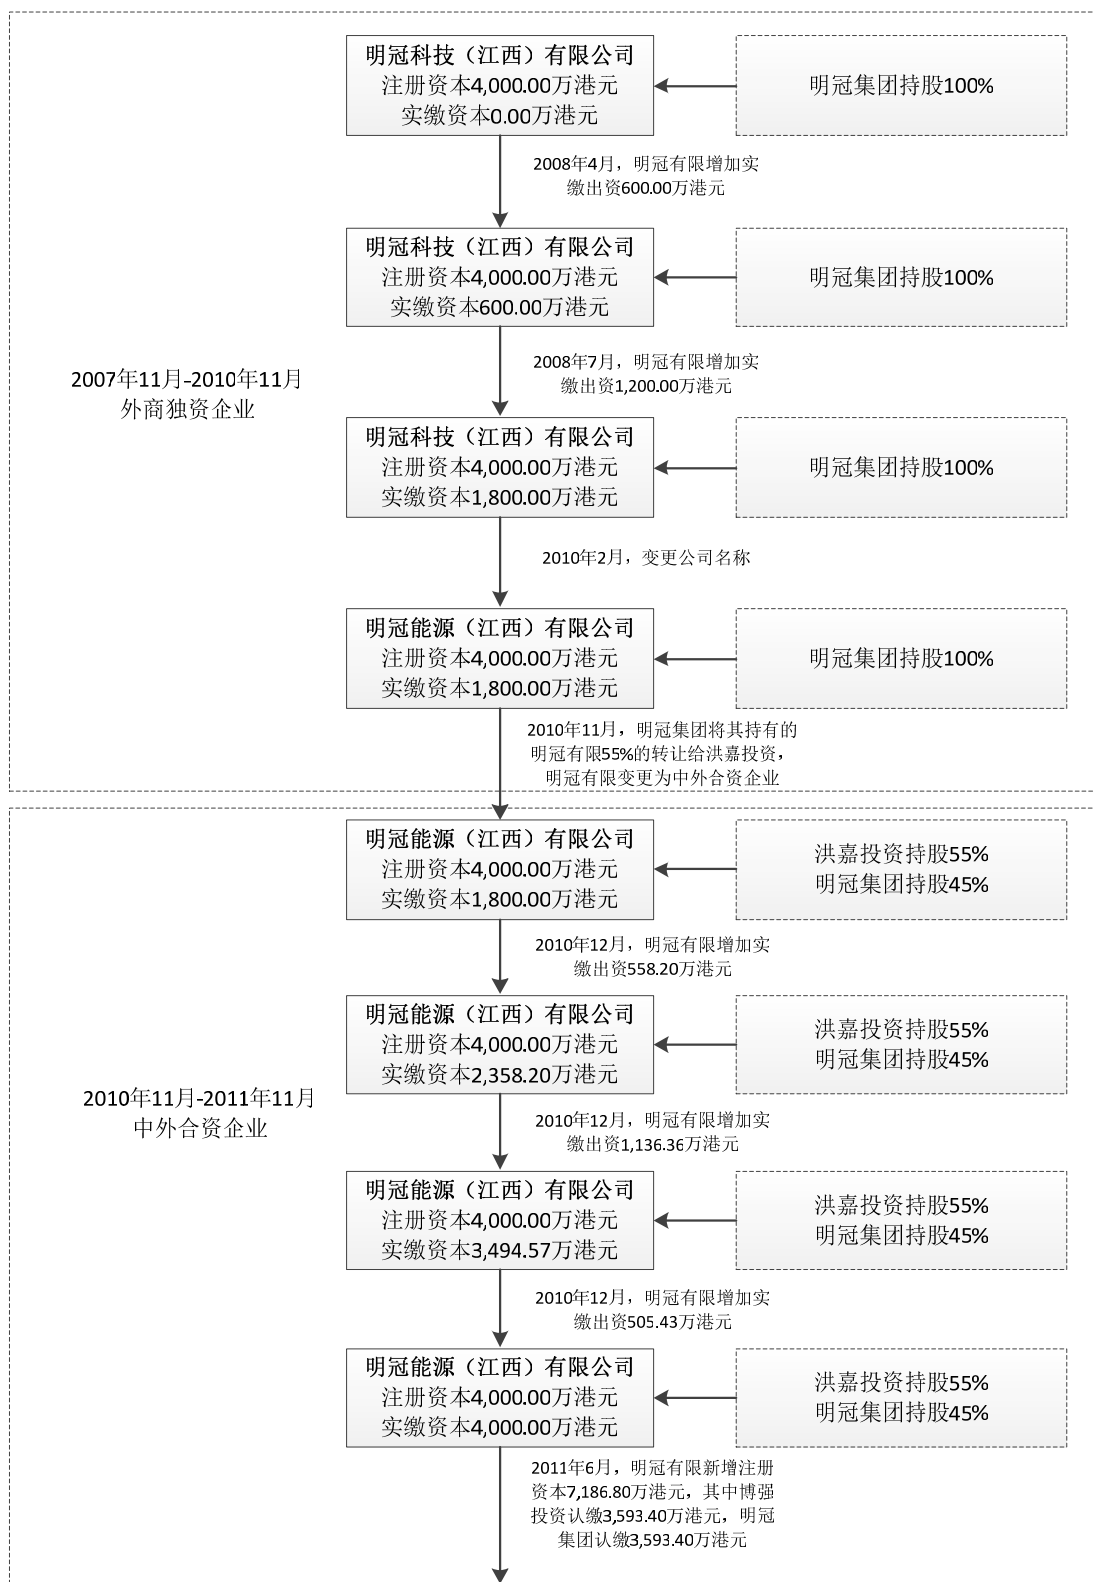 明冠科技（江西）有限公司
注册资本4,000.00万港元
实缴资本0.00万港元
明冠集团持股100%
2008年4月，明冠有限增加实
缴出资600.00万港元
明冠科技（江西）有限公司
注册资本4,000.00万港元
实缴资本600.00万港元
明冠集团持股100%
2007年11月-2010年11月
外商独资企业
2008年7月，明冠有限增加实
缴出资1,200.00万港元
明冠科技（江西）有限公司
注册资本4,000.00万港元
实缴资本1,800.00万港元
明冠集团持股100%
2010年2月，变更公司名称
明冠能源（江西）有限公司
注册资本4,000.00万港元
实缴资本1,800.00万港元
明冠集团持股100%
2010年11月，明冠集团将其持有的
明冠有限55%的转让给洪嘉投资，
明冠有限变更为中外合资企业
明冠能源（江西）有限公司
注册资本4,000.00万港元
实缴资本1,800.00万港元
洪嘉投资持股55%
明冠集团持股45%
2010年12月，明冠有限增加实
缴出资558.20万港元
明冠能源（江西）有限公司
注册资本4,000.00万港元
实缴资本2,358.20万港元
洪嘉投资持股55%
明冠集团持股45%
2010年11月-2011年11月
中外合资企业
2010年12月，明冠有限增加实
缴出资1,136.36万港元
明冠能源（江西）有限公司
注册资本4,000.00万港元
实缴资本3,494.57万港元
洪嘉投资持股55%
明冠集团持股45%
2010年12月，明冠有限增加实
缴出资505.43万港元
明冠能源（江西）有限公司
注册资本4,000.00万港元
实缴资本4,000.00万港元
洪嘉投资持股55%
明冠集团持股45%
2011年6月，明冠有限新增注册
资本7,186.80万港元，其中博强
投资认缴3,593.40万港元，明冠
集团认缴3,593.40万港元